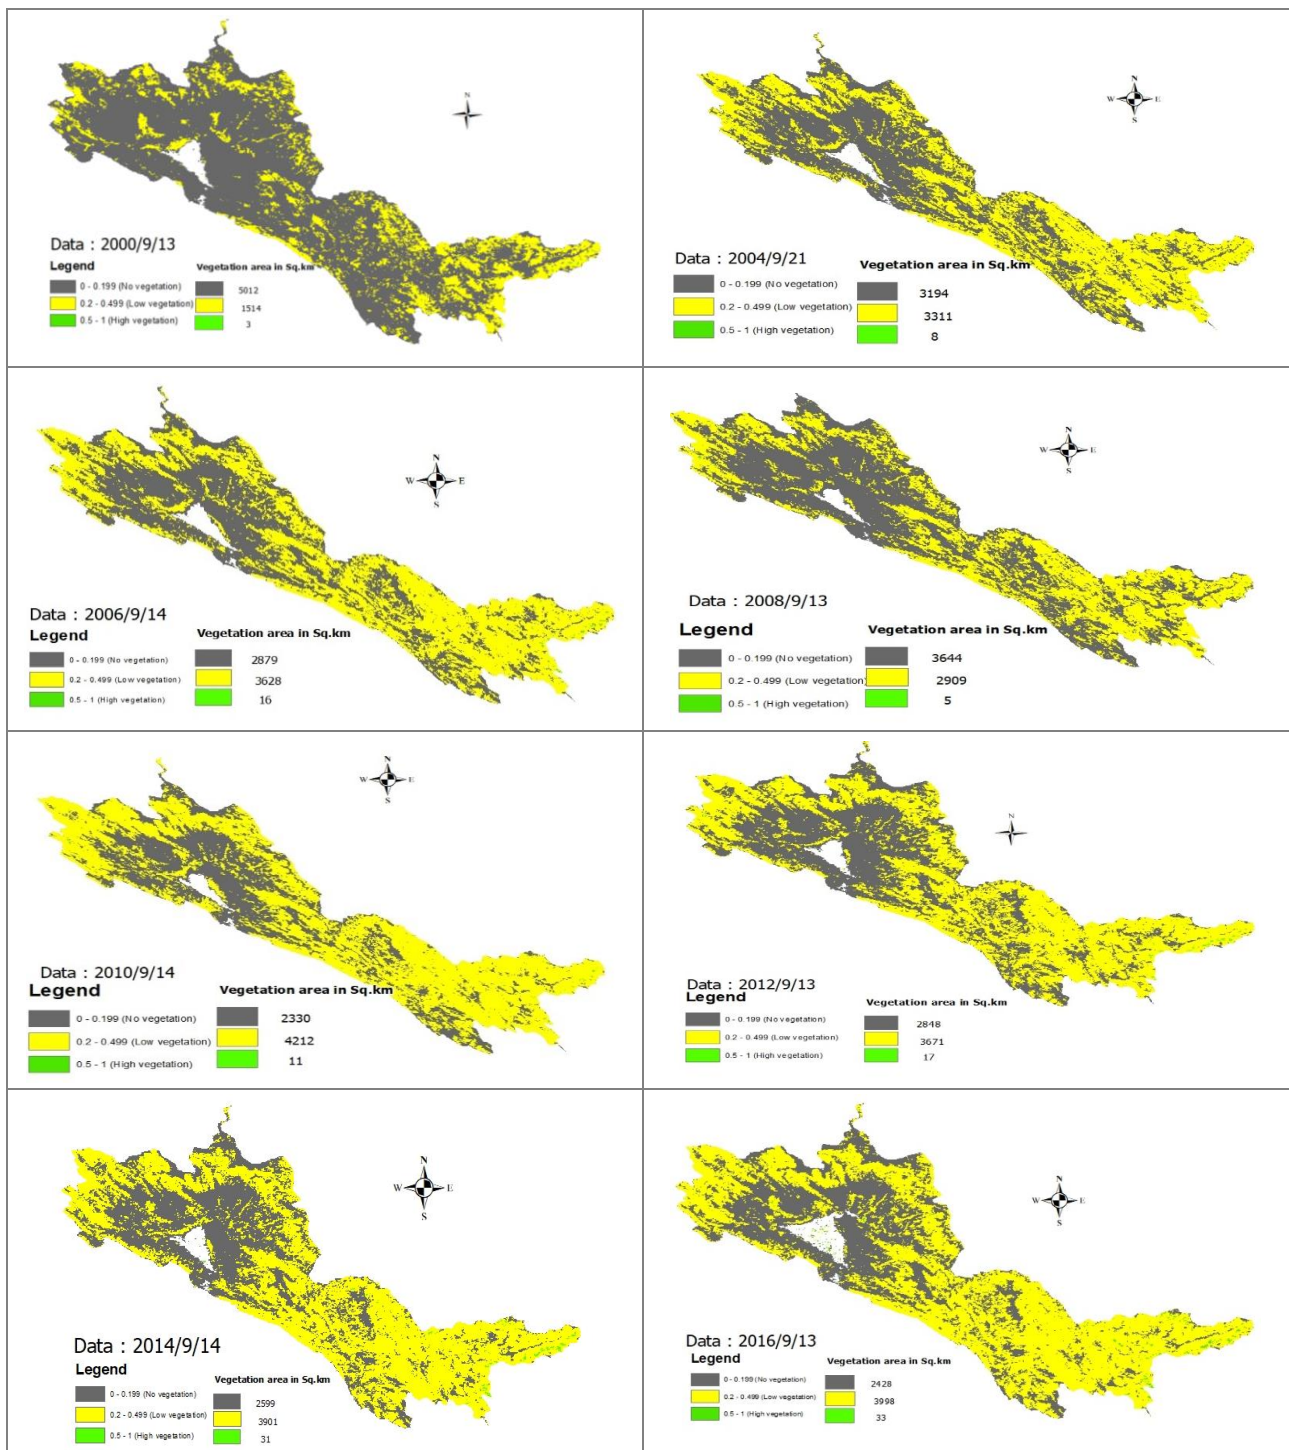 N
Data : 2000/9/13
Legend Vegetation area in Sq.km
0 - 0.199 (No vegetation) 5012
0.2 - 0.499 (Low vegetation) 1514
0.5 - 1 (High vegetation) 3
N
W E
S
Data : 2004/9/21
Legend Vegetation area in Sq.km
0 - 0.199 (No vegetation) 3194
0.2 - 0.499 (Low vegetation) 3311
0.5 - 1 (High vegetation) 8
N
W E
S
Data : 2006/9/14
Legend Vegetation area in Sq.km
0 - 0.199 (No vegetation) 2879
0.2 - 0.499 (Low vegetation) 3628
0.5 - 1 (High vegetation) 16
N
W E
S
Data : 2008/9/13
Legend Vegetation area in Sq.km
0 - 0.199 (No vegetation) 3644
0.2 - 0.499 (Low vegetation) 2909
0.5 - 1 (High vegetation) 5
N
W E
S
Data : 2010/9/14
Legend Vegetation area in Sq.km
0 - 0.199 (No vegetation) 2330
0.2 - 0.499 (Low vegetation) 4212
0.5 - 1 (High vegetation) 11
N
Data : 2012/9/13
Legend Vegetation area in Sq.km
0 - 0.199 (No vegetation) 2848
0.2 - 0.499 (Low vegetation) 3671
0.5 - 1 (High vegetation) 17
N
W E
S
Data : 2014/9/14
Legend Vegetation area in Sq.km
0 - 0.199 (No vegetation) 2599
0.2 - 0.499 (Low vegetation) 3901
0.5 - 1 (High vegetation) 31
N
W E
S
Data : 2016/9/13
Legend Vegetation area in Sq.km
0 - 0.199 (No vegetation) 2428
0.2 - 0.499 (Low vegetation) 3998
0.5 - 1 (High vegetation) 33